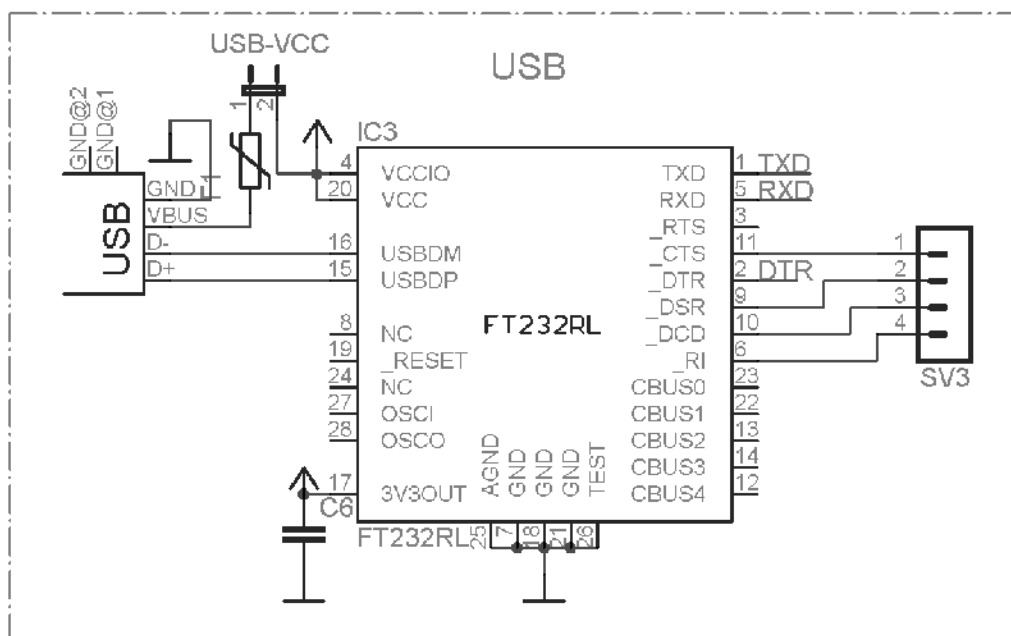 USB-VCC
USB
1
2
GND@2
GND@1
IC3
GND
VBUS
D-
D+
USB
4 VCCIO
20 VCC
16 USBDM
15 USBDP
8 NC
19 _RESET
24 NC
27 OSCI
28 OSCO
17 3V3OUT
C6
FT232RL
TXD 1 TXD
RXD 5 RXD
_RTS 3
_CTS 11
_DTR 2 DTR
_DSR 9
_DCD 10
_RI 6
CBUS0 23
CBUS1 22
CBUS2 13
CBUS3 14
CBUS4 12
AGND
GND
GND
GND
TEST
FT232RL
25
7
18
21
26
1
2
3
4
SV3